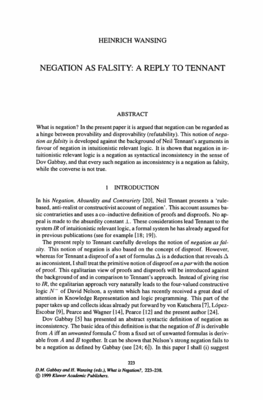 HEINRICH WANSING
NEGATION AS FALSITY: A REPLY TO TENNANT
ABSTRACT
What is negation? In the present paper it is argued that negation can be regarded as
a hinge between provability and disprovability (refutability). This notion of nega-
tion as falsity is developed against the background of Neil Tennant's arguments in
favour of negation in intuitionistic relevant logic. It is shown that negation in in-
tuitionistic relevant logic is a negation as syntactical inconsistency in the sense of
Dov Gabbay, and that every such negation as inconsistency is a negation as falsity,
while the converse is not true.
1 INTRODUCTION
In his Negation, Absurdity and Contrariety [20], Neil Tennant presents a 'rule-
based, anti-realist or constructivist account of negation'. This account assumes ba-
sic contrarieties and uses a co-inductive definition of proofs and disproofs. No ap-
peal is made to the absurdity constant ⊥. These considerations lead Tennant to the
system IR of intuitionistic relevant logic, a formal system he has already argued for
in previous publications (see for example [18; 19]).
The present reply to Tennant carefully develops the notion of negation as fal-
sity. This notion of negation is also based on the concept of disproof. However,
whereas for Tennant a disproof of a set of formulas Δ is a deduction that reveals Δ
as inconsistent, I shall treat the primitive notion of disproof on a par with the notion
of proof. This egalitarian view of proofs and disproofs will be introduced against
the background of and in comparison to Tennant's approach. Instead of giving rise
to IR, the egalitarian approach very naturally leads to the four-valued constructive
logic N⁻ of David Nelson, a system which has recently received a great deal of
attention in Knowledge Representation and logic programming. This part of the
paper takes up and collects ideas already put forward by von Kutschera [7], López-
Escobar [9], Pearce and Wagner [14], Pearce [12] and the present author [24].
Dov Gabbay [5] has presented an abstract syntactic definition of negation as
inconsistency. The basic idea of this definition is that the negation of B is derivable
from A iff an unwanted formula C from a fixed set of unwanted formulas is deriv-
able from A and B together. It can be shown that Nelson's strong negation fails to
be a negation as defined by Gabbay (see [24; 6]). In this paper I shall (i) suggest
223
D.M. Gabbay and H. Wansing (eds.), What is Negation?, 223–238.
© 1999 Kluwer Academic Publishers.